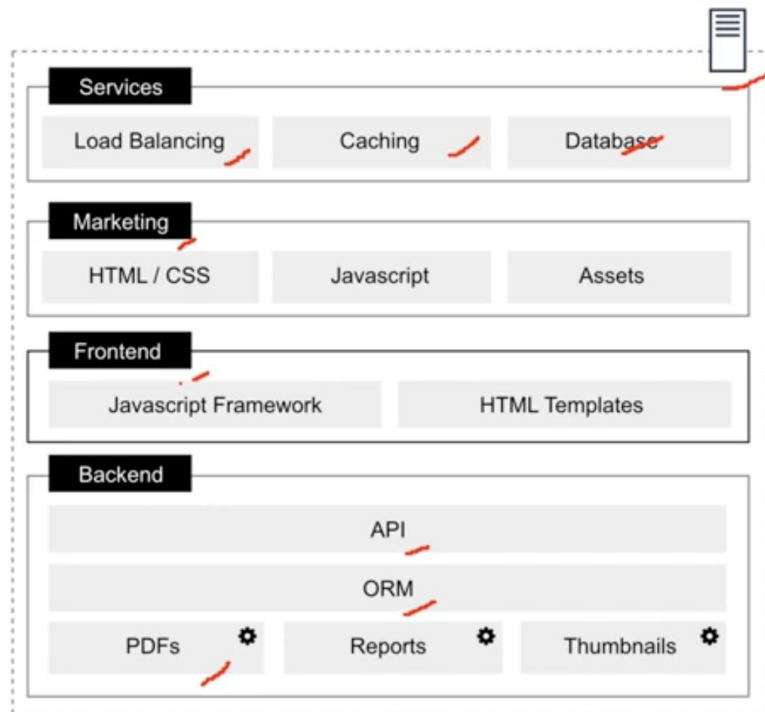 Services
Load Balancing Caching Database
Marketing
HTML / CSS Javascript Assets
Frontend
Javascript Framework HTML Templates
Backend
API
ORM
PDFs Reports Thumbnails